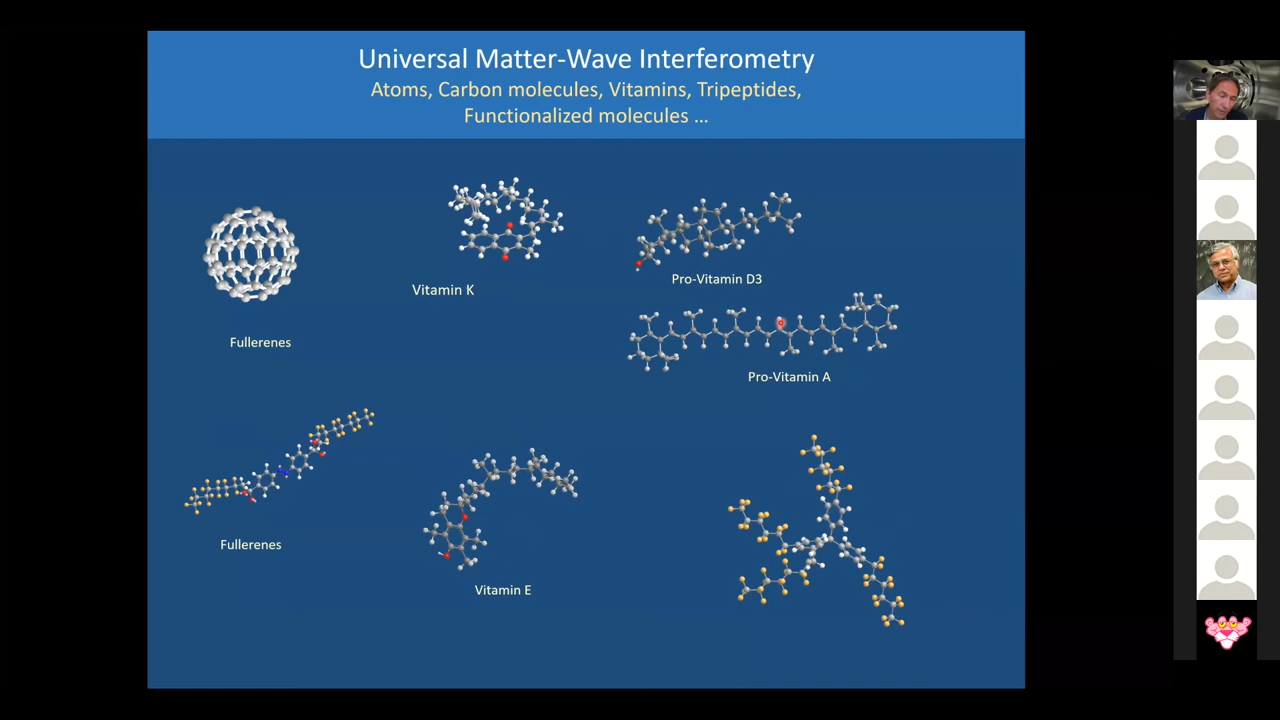 Universal Matter-Wave Interferometry
Atoms, Carbon molecules, Vitamins, Tripeptides,
Functionalized molecules ...
Vitamin K
Pro-Vitamin D3
Fullerenes
Pro-Vitamin A
Fullerenes
Vitamin E